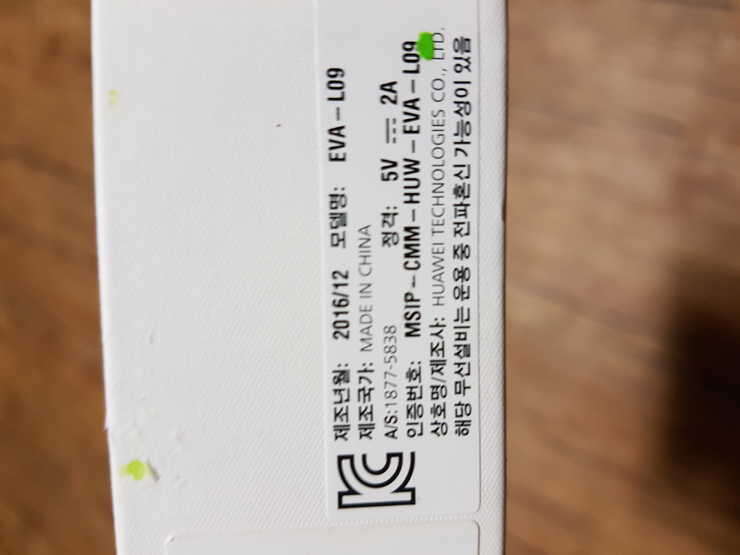 제조년월: 2016/12 모델명: EVA-L09
제조국가: MADE IN CHINA
A/S:1877-5838 정격: 5V ⎓ 2A
인증번호: MSIP-CMM-HUW-EVA-L09
상호명/제조사: HUAWEI TECHNOLOGIES CO., LTD.
해당 무선설비는 운용 중 전파혼신 가능성이 있음